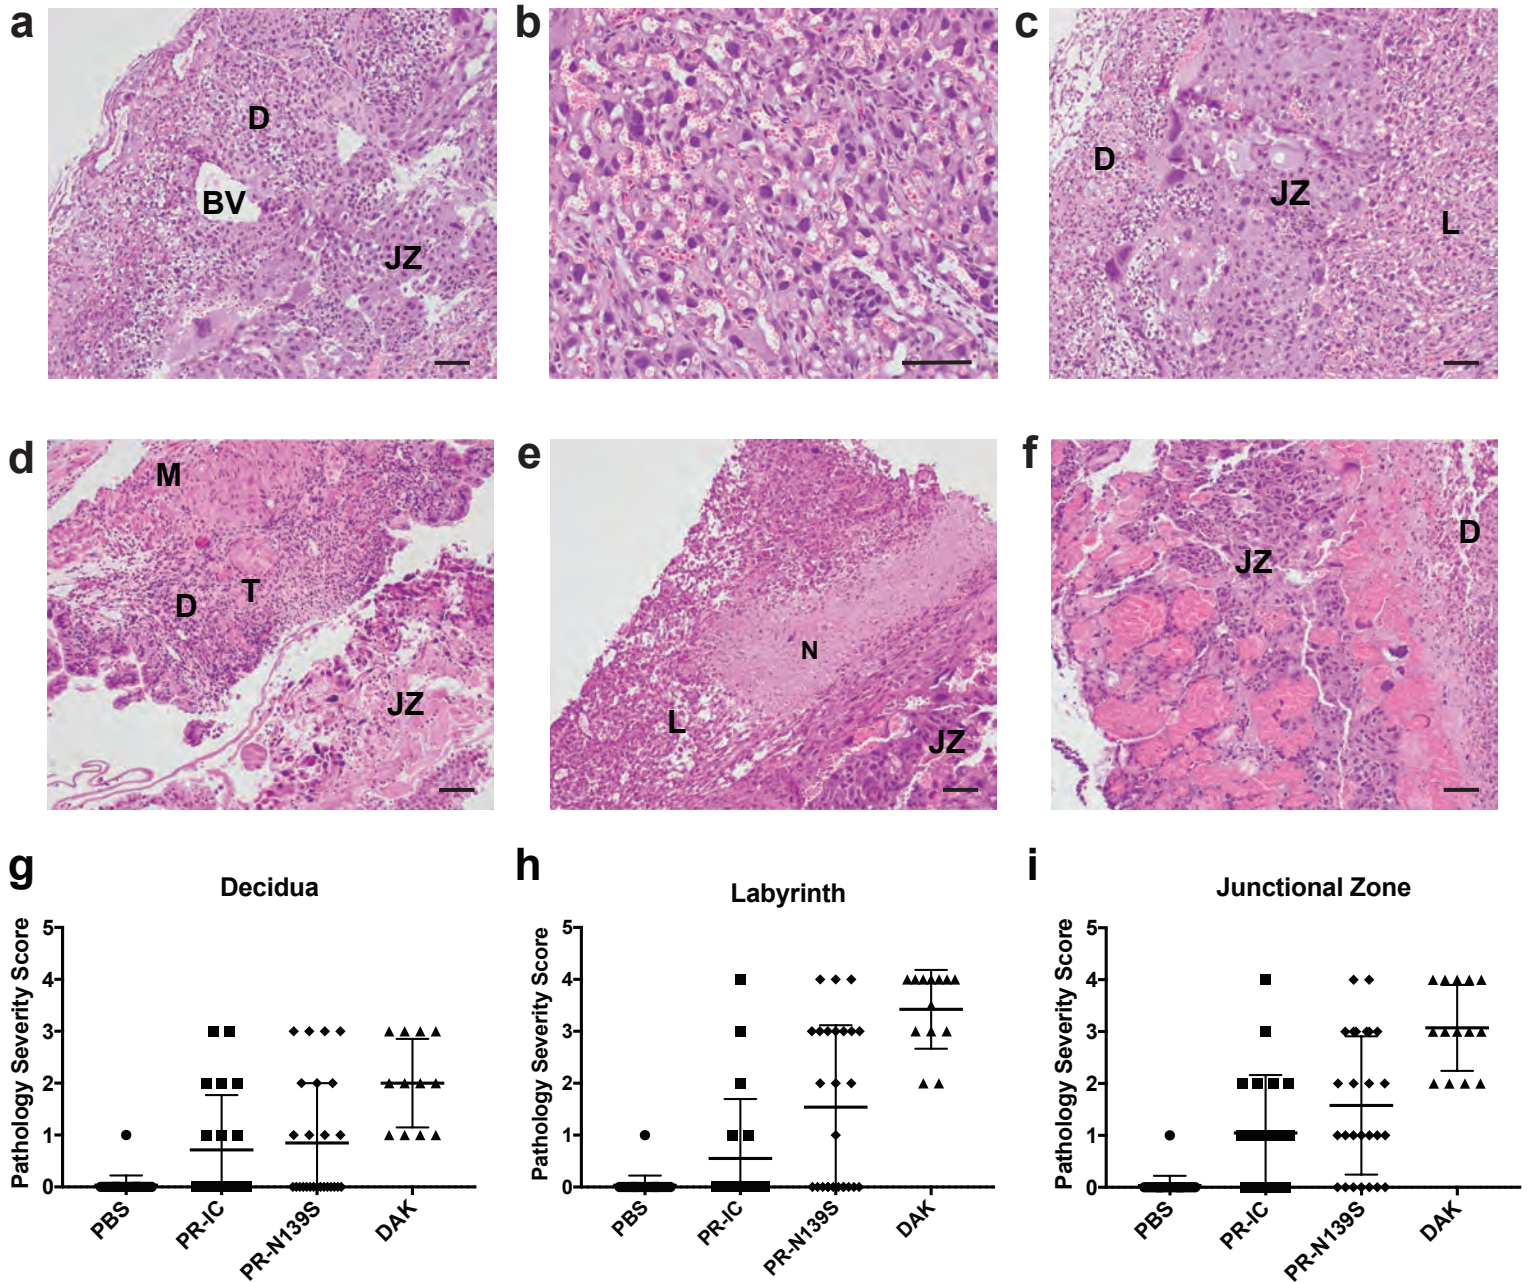 a
b
c
D
BV
JZ
D
JZ
L
d
e
f
M
D
T
JZ
N
L
JZ
D
JZ
g
h
i
Decidua
Labyrinth
Junctional Zone
Pathology Severity Score
5
4
3
2
1
0
PBS
PR-IC
PR-N139S
DAK
Pathology Severity Score
5
4
3
2
1
0
PBS
PR-IC
PR-N139S
DAK
Pathology Severity Score
5
4
3
2
1
0
PBS
PR-IC
PR-N139S
DAK